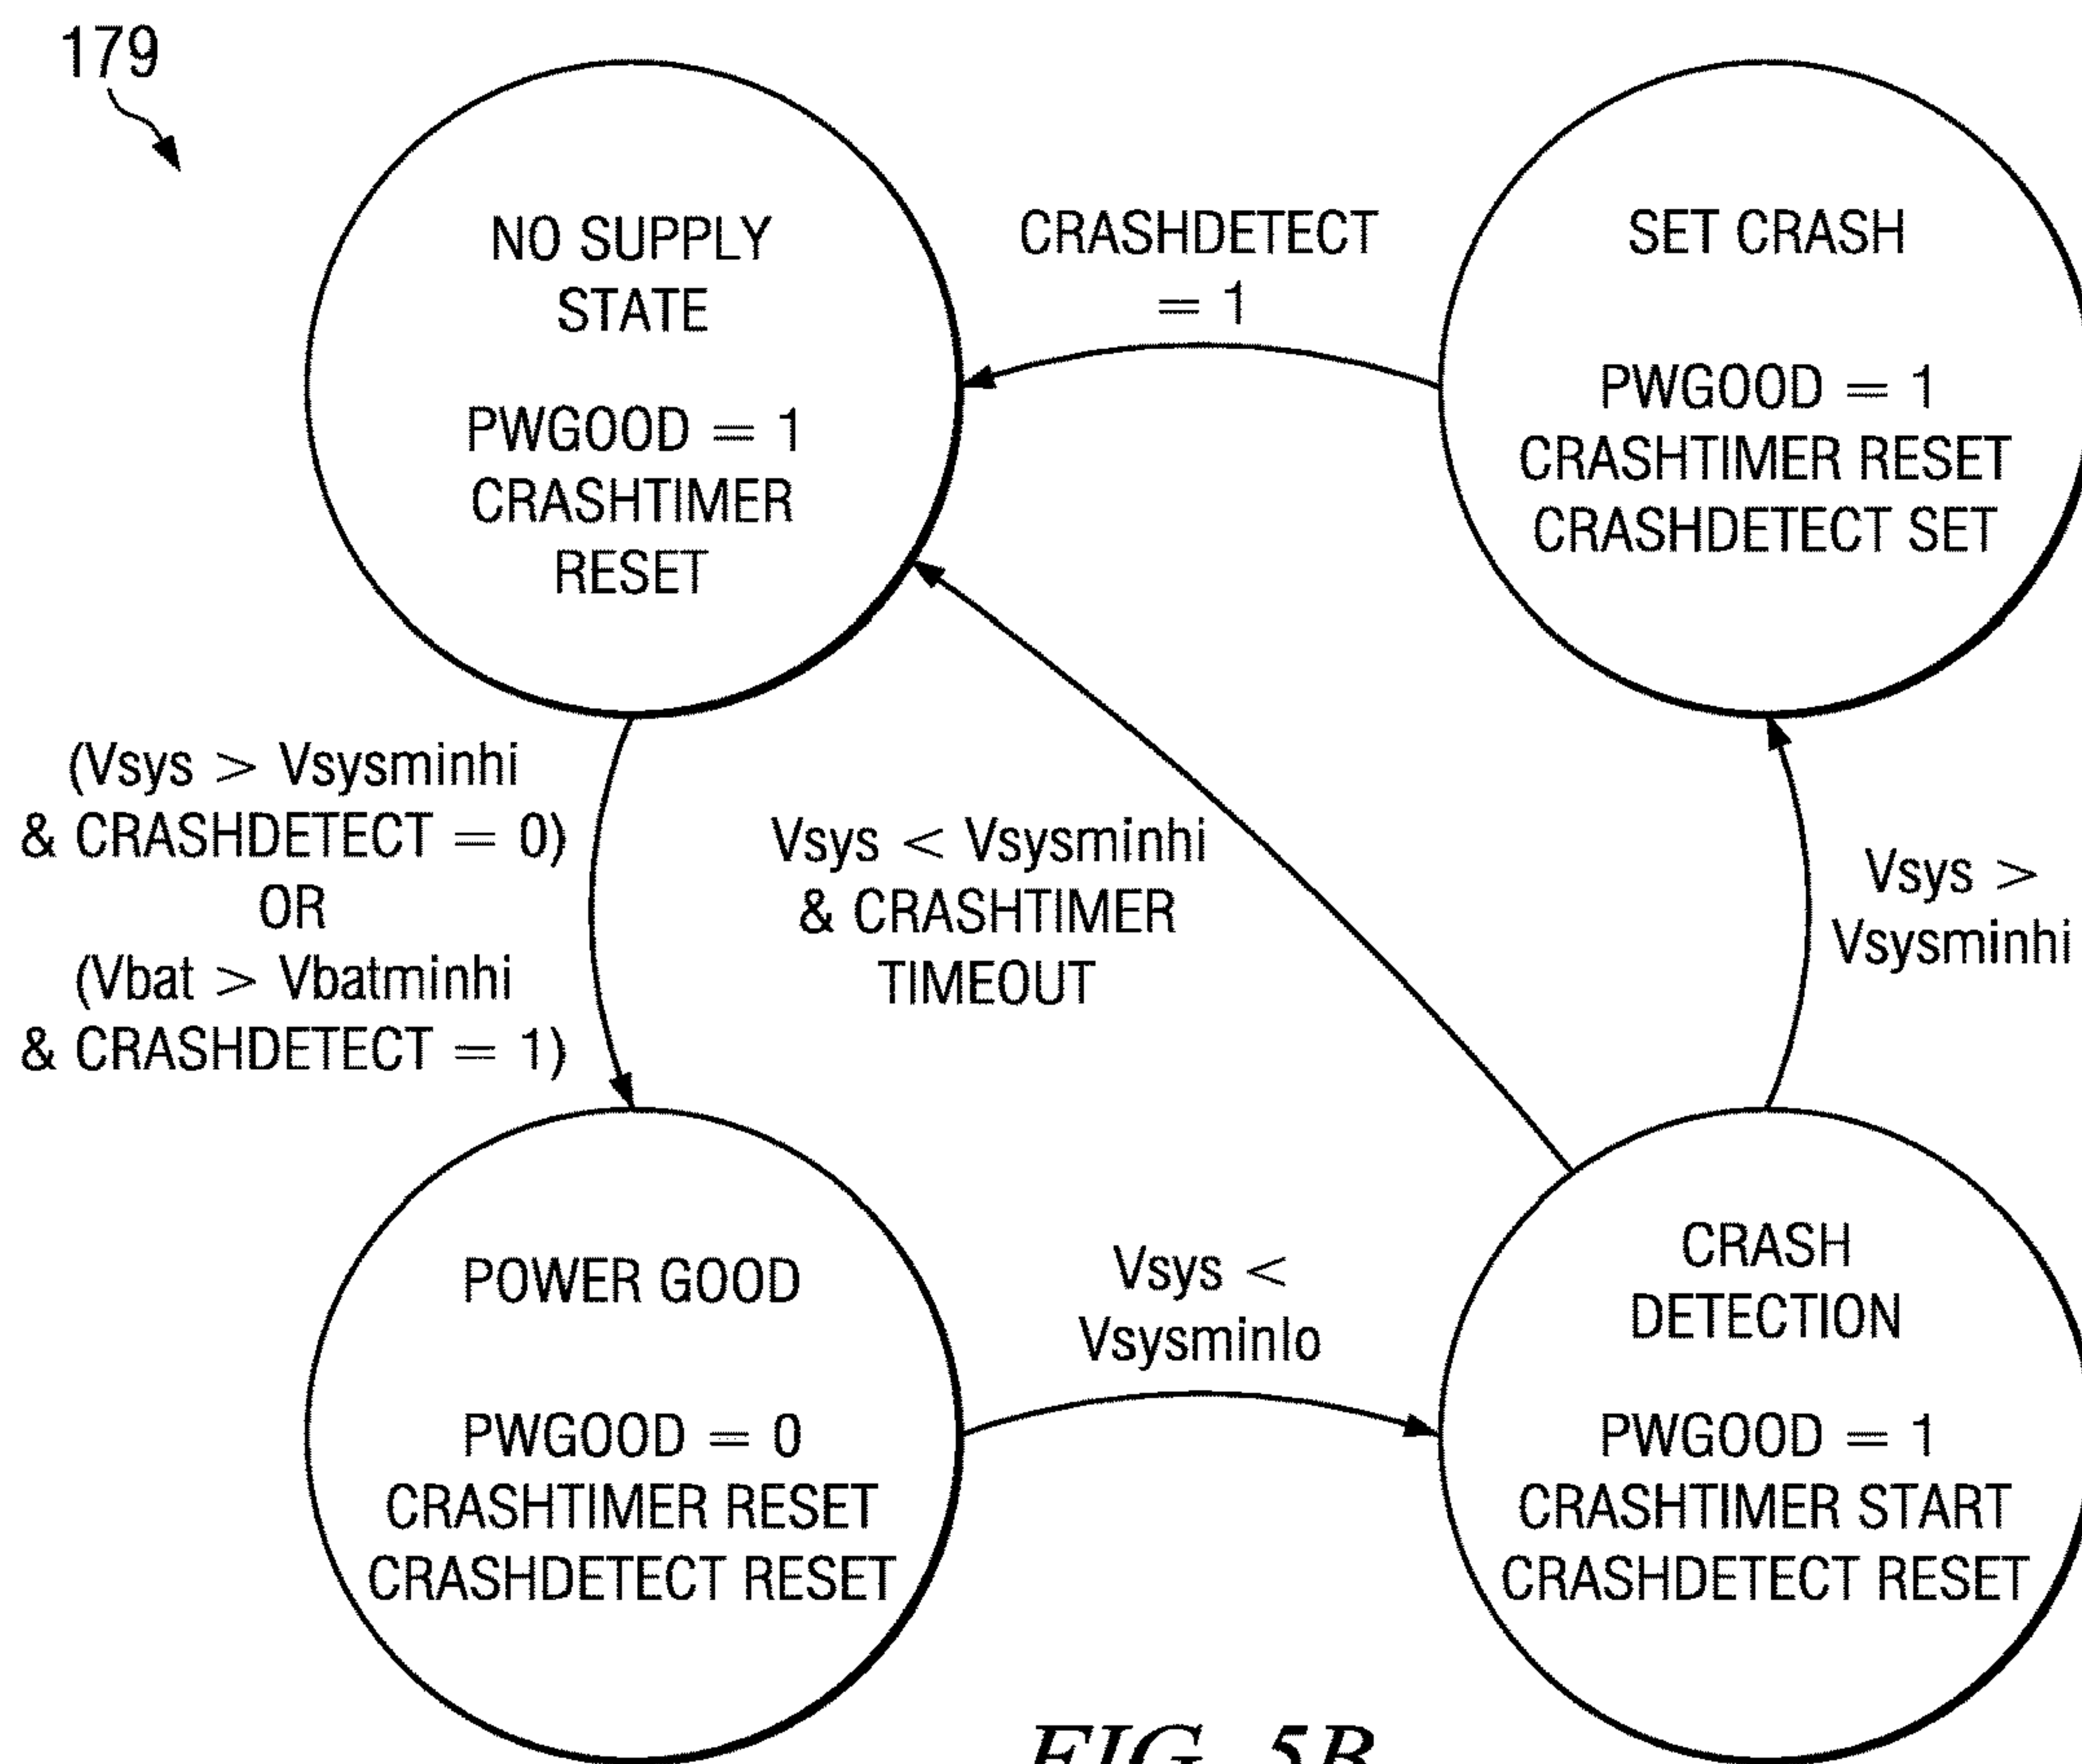 179
NO SUPPLY
STATE
PWGOOD = 1
CRASHTIMER
RESET
CRASHDETECT
= 1
SET CRASH
PWGOOD = 1
CRASHTIMER RESET
CRASHDETECT SET
(Vsys > Vsysminhi
& CRASHDETECT = 0)
OR
(Vbat > Vbatminhi
& CRASHDETECT = 1)
Vsys < Vsysminhi
& CRASHTIMER
TIMEOUT
Vsys >
Vsysminhi
POWER GOOD
PWGOOD = 0
CRASHTIMER RESET
CRASHDETECT RESET
Vsys <
Vsysminlo
CRASH
DETECTION
PWGOOD = 1
CRASHTIMER START
CRASHDETECT RESET
FIG. 5B